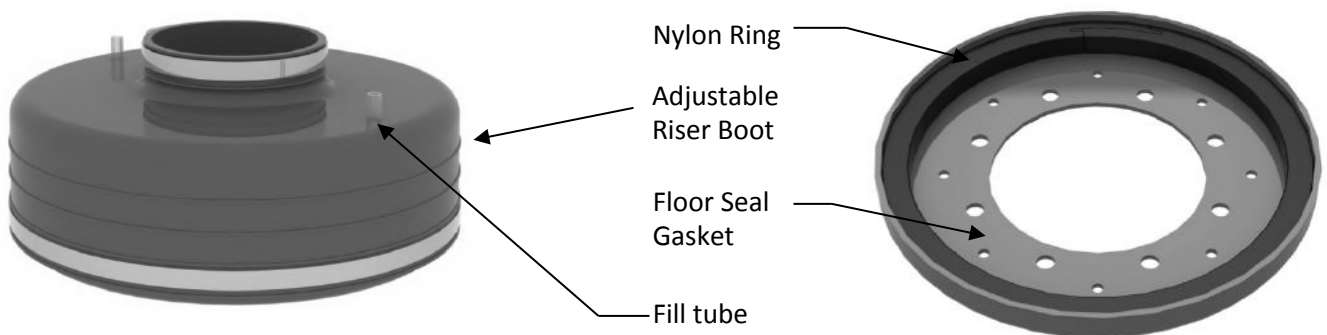 Nylon Ring
Adjustable
Riser Boot
Floor Seal
Gasket
Fill tube